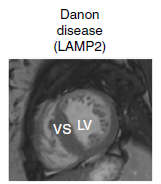 Danon
disease
(LAMP2)
VS LV